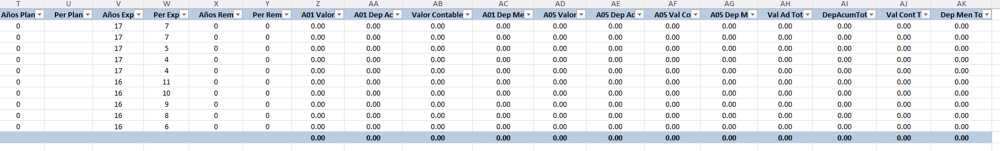 T U V W X Y Z AA AB AC AD AE AF AG AH AI AJ AK
Años Plan Per Plan Años Exp Per Exp Años Rem Per Rem A01 Valor A01 Dep Ac Valor Contable A01 Dep Me A05 Valor A05 Dep Ac A05 Val Co A05 Dep M Val Ad Tot DepAcumTot Val Cont T Dep Men To
0 17 7 0 0 0.00 0.00 0.00 0.00 0.00 0.00 0.00 0.00 0.00 0.00 0.00 0.00
0 17 7 0 0 0.00 0.00 0.00 0.00 0.00 0.00 0.00 0.00 0.00 0.00 0.00 0.00
0 17 5 0 0 0.00 0.00 0.00 0.00 0.00 0.00 0.00 0.00 0.00 0.00 0.00 0.00
0 17 4 0 0 0.00 0.00 0.00 0.00 0.00 0.00 0.00 0.00 0.00 0.00 0.00 0.00
0 17 4 0 0 0.00 0.00 0.00 0.00 0.00 0.00 0.00 0.00 0.00 0.00 0.00 0.00
0 16 11 0 0 0.00 0.00 0.00 0.00 0.00 0.00 0.00 0.00 0.00 0.00 0.00 0.00
0 16 10 0 0 0.00 0.00 0.00 0.00 0.00 0.00 0.00 0.00 0.00 0.00 0.00 0.00
0 16 9 0 0 0.00 0.00 0.00 0.00 0.00 0.00 0.00 0.00 0.00 0.00 0.00 0.00
0 16 8 0 0 0.00 0.00 0.00 0.00 0.00 0.00 0.00 0.00 0.00 0.00 0.00 0.00
0 16 6 0 0 0.00 0.00 0.00 0.00 0.00 0.00 0.00 0.00 0.00 0.00 0.00 0.00
0.00 0.00 0.00 0.00 0.00 0.00 0.00 0.00 0.00 0.00 0.00 0.00